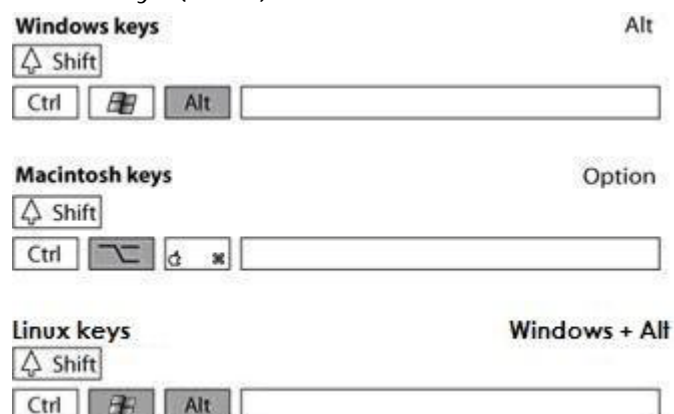 Windows keys Alt
Shift
Ctrl Alt
Macintosh keys Option
Shift
Ctrl ⌥ ⌘
Linux keys Windows + Alt
Shift
Ctrl Alt